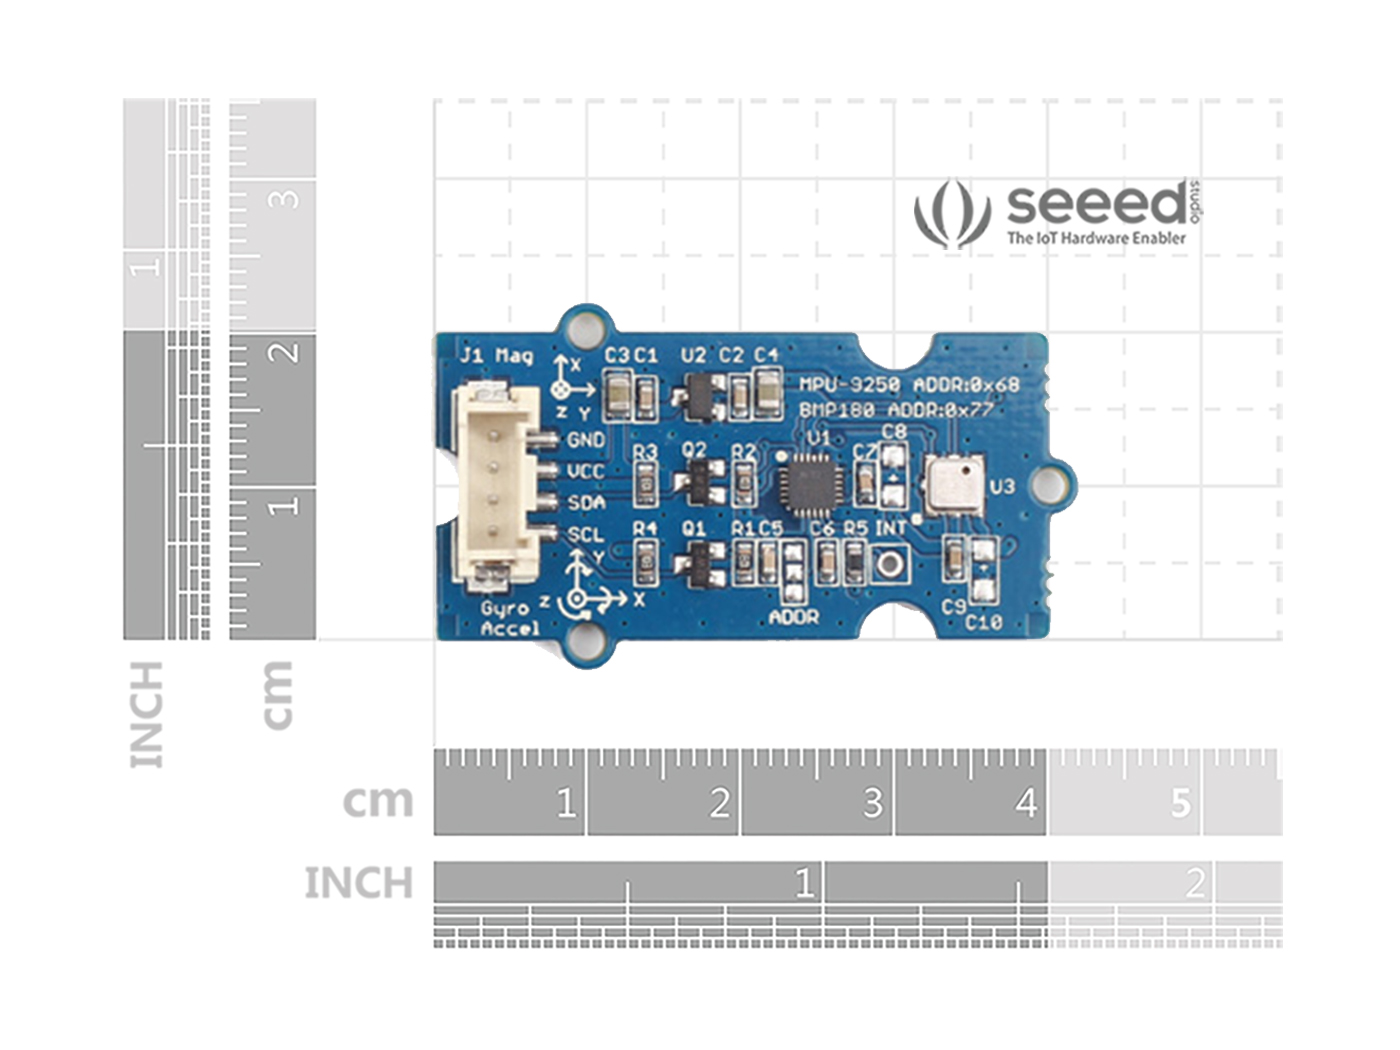 seeed
studio
The IoT Hardware Enabler
3
1
2
1
INCH
cm
J1 Mag
X
Z Y
C3 C1 U2 C2 C4
MPU-9250 ADDR:0x68
BMP180 ADDR:0x77
GND
VCC
SDA
SCL
R3 Q2 R2 U1 C7 C8
U3
R4 Q1 R1 C5 C6 R5 INT
Y
Z X
Gyro
Accel
ADDR
C9
C10
cm 1 2 3 4 5
INCH 1 2